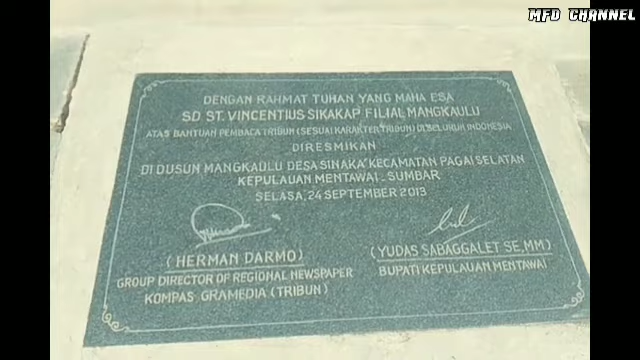 MFD CHANNEL
DENGAN RAHMAT TUHAN YANG MAHA ESA
SD ST. VINCENTIUS SIKAKAP FILIAL MANGKAULU
ATAS BANTUAN PEMBACA TRIBUN (SESUAI KARAKTER TRIBUN) DI SELURUH INDONESIA
DIRESMIKAN
DI DUSUN MANGKAULU DESA SINAKA KECAMATAN PAGAI SELATAN
KEPULAUAN MENTAWAI - SUMBAR
SELASA, 24 SEPTEMBER 2013
(HERMAN DARMO)
GROUP DIRECTOR OF REGIONAL NEWSPAPER
KOMPAS GRAMEDIA (TRIBUN)
(YUDAS SABAGGALET SE, MM)
BUPATI KEPULAUAN MENTAWAI